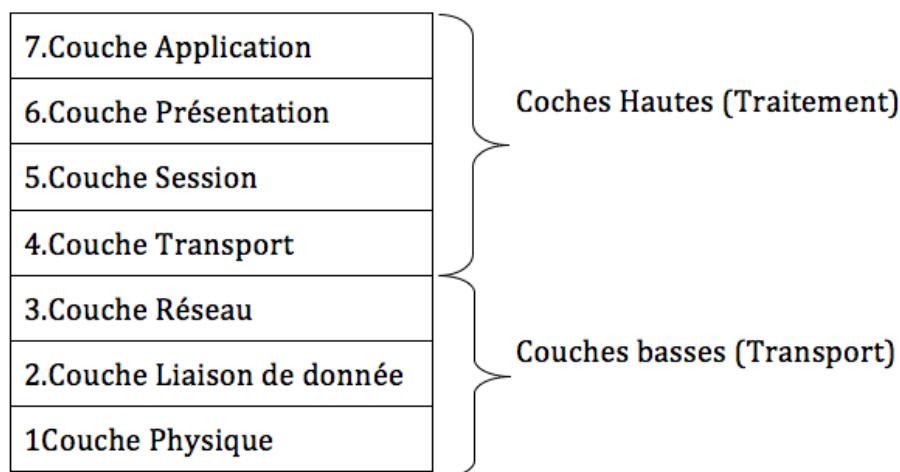 7.Couche Application
6.Couche Présentation
5.Couche Session
4.Couche Transport
3.Couche Réseau
2.Couche Liaison de donnée
1Couche Physique
Coches Hautes (Traitement)
Couches basses (Transport)